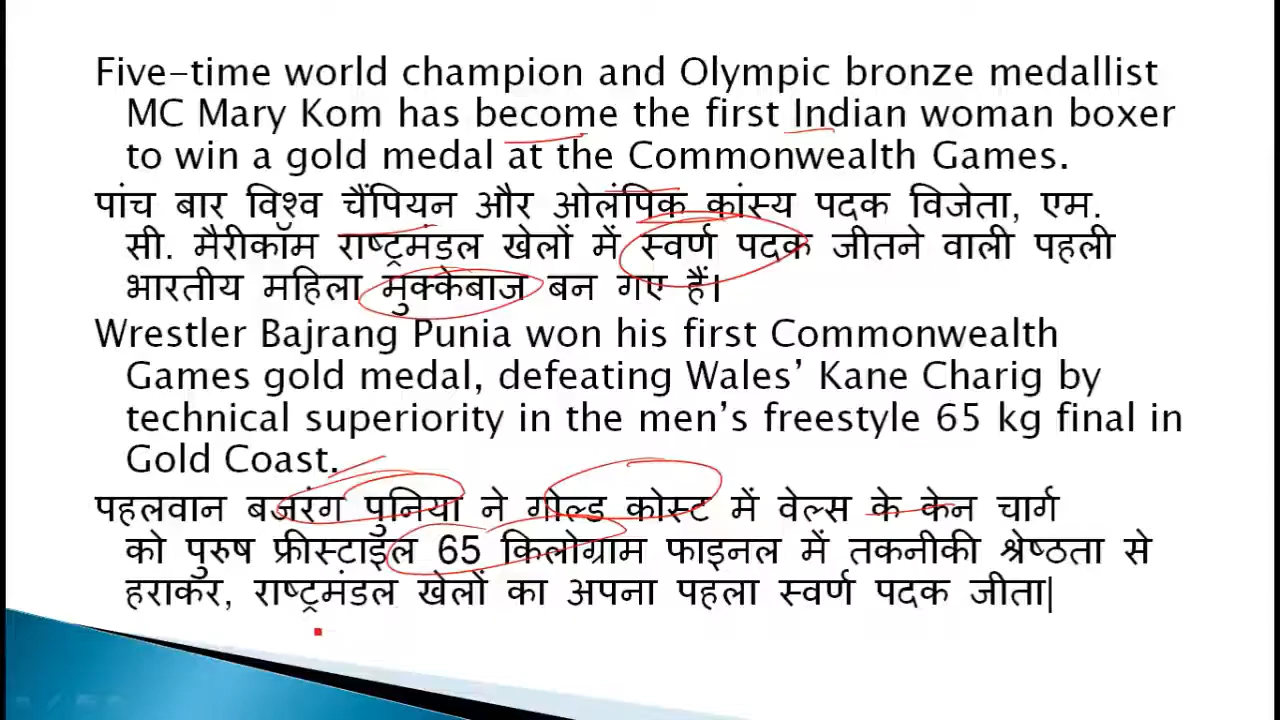 Five-time world champion and Olympic bronze medallist
MC Mary Kom has become the first Indian woman boxer
to win a gold medal at the Commonwealth Games.
पांच बार विश्व चैंपियन और ओलंपिक कांस्य पदक विजेता, एम.
सी. मैरीकॉम राष्ट्रमंडल खेलों में स्वर्ण पदक जीतने वाली पहली
भारतीय महिला मुक्केबाज बन गए हैं।
Wrestler Bajrang Punia won his first Commonwealth
Games gold medal, defeating Wales’ Kane Charig by
technical superiority in the men’s freestyle 65 kg final in
Gold Coast.
पहलवान बजरंग पुनिया ने गोल्ड कोस्ट में वेल्स के केन चार्ग
को पुरुष फ्रीस्टाइल 65 किलोग्राम फाइनल में तकनीकी श्रेष्ठता से
हराकर, राष्ट्रमंडल खेलों का अपना पहला स्वर्ण पदक जीता|